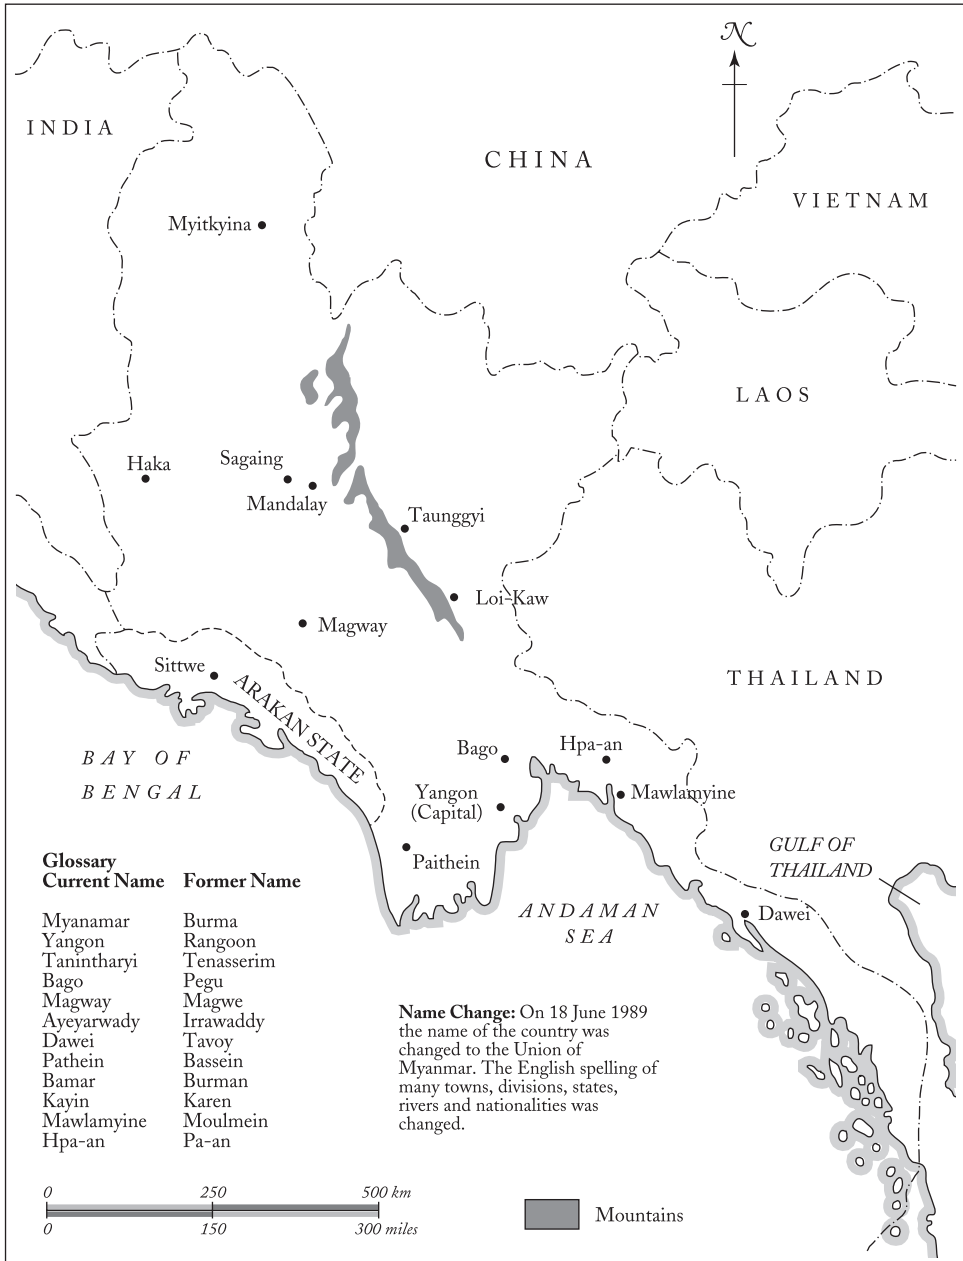 N
INDIA
CHINA
VIETNAM
Myitkyina
LAOS
Haka
Sagaing
Mandalay
Taunggyi
Loi-Kaw
Magway
THAILAND
Sittwe
ARAKAN STATE
BAY OF
BENGAL
Bago
Hpa-an
Yangon
(Capital)
Mawlamyine
Paithein
GULF OF
THAILAND
ANDAMAN
SEA
Dawei
Glossary
Current Name Former Name
Myanamar Burma
Yangon Rangoon
Tanintharyi Tenasserim
Bago Pegu
Magway Magwe
Ayeyarwady Irrawaddy
Dawei Tavoy
Pathein Bassein
Bamar Burman
Kayin Karen
Mawlamyine Moulmein
Hpa-an Pa-an
Name Change: On 18 June 1989
the name of the country was
changed to the Union of
Myanmar. The English spelling of
many towns, divisions, states,
rivers and nationalities was
changed.
0 250 500 km
0 150 300 miles
Mountains